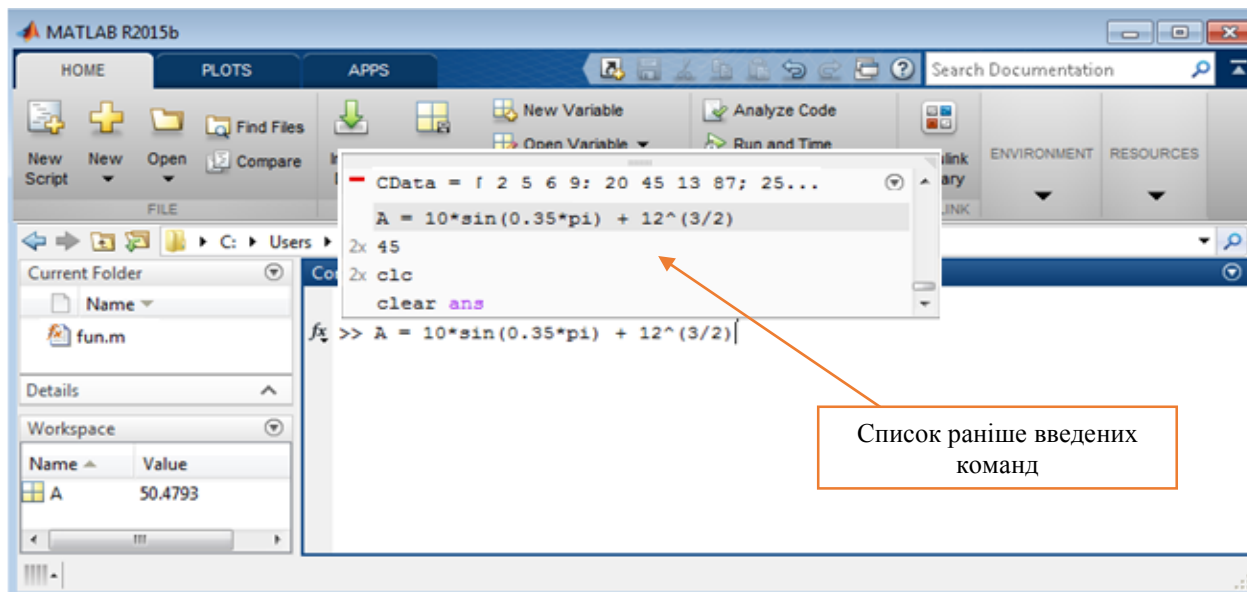 MATLAB R2015b
HOME PLOTS APPS Search Documentation
New Script
New
Open
Find Files
Compare
FILE
New Variable
Open Variable
Analyze Code
Run and Time
ENVIRONMENT
RESOURCES
CData = [ 2 5 6 9; 20 45 13 87; 25...
A = 10*sin(0.35*pi) + 12^(3/2)
2x 45
2x clc
clear ans
C: Users
Current Folder
Name
fun.m
Details
Workspace
Name Value
A 50.4793
fx >> A = 10*sin(0.35*pi) + 12^(3/2)
Список раніше введених
команд